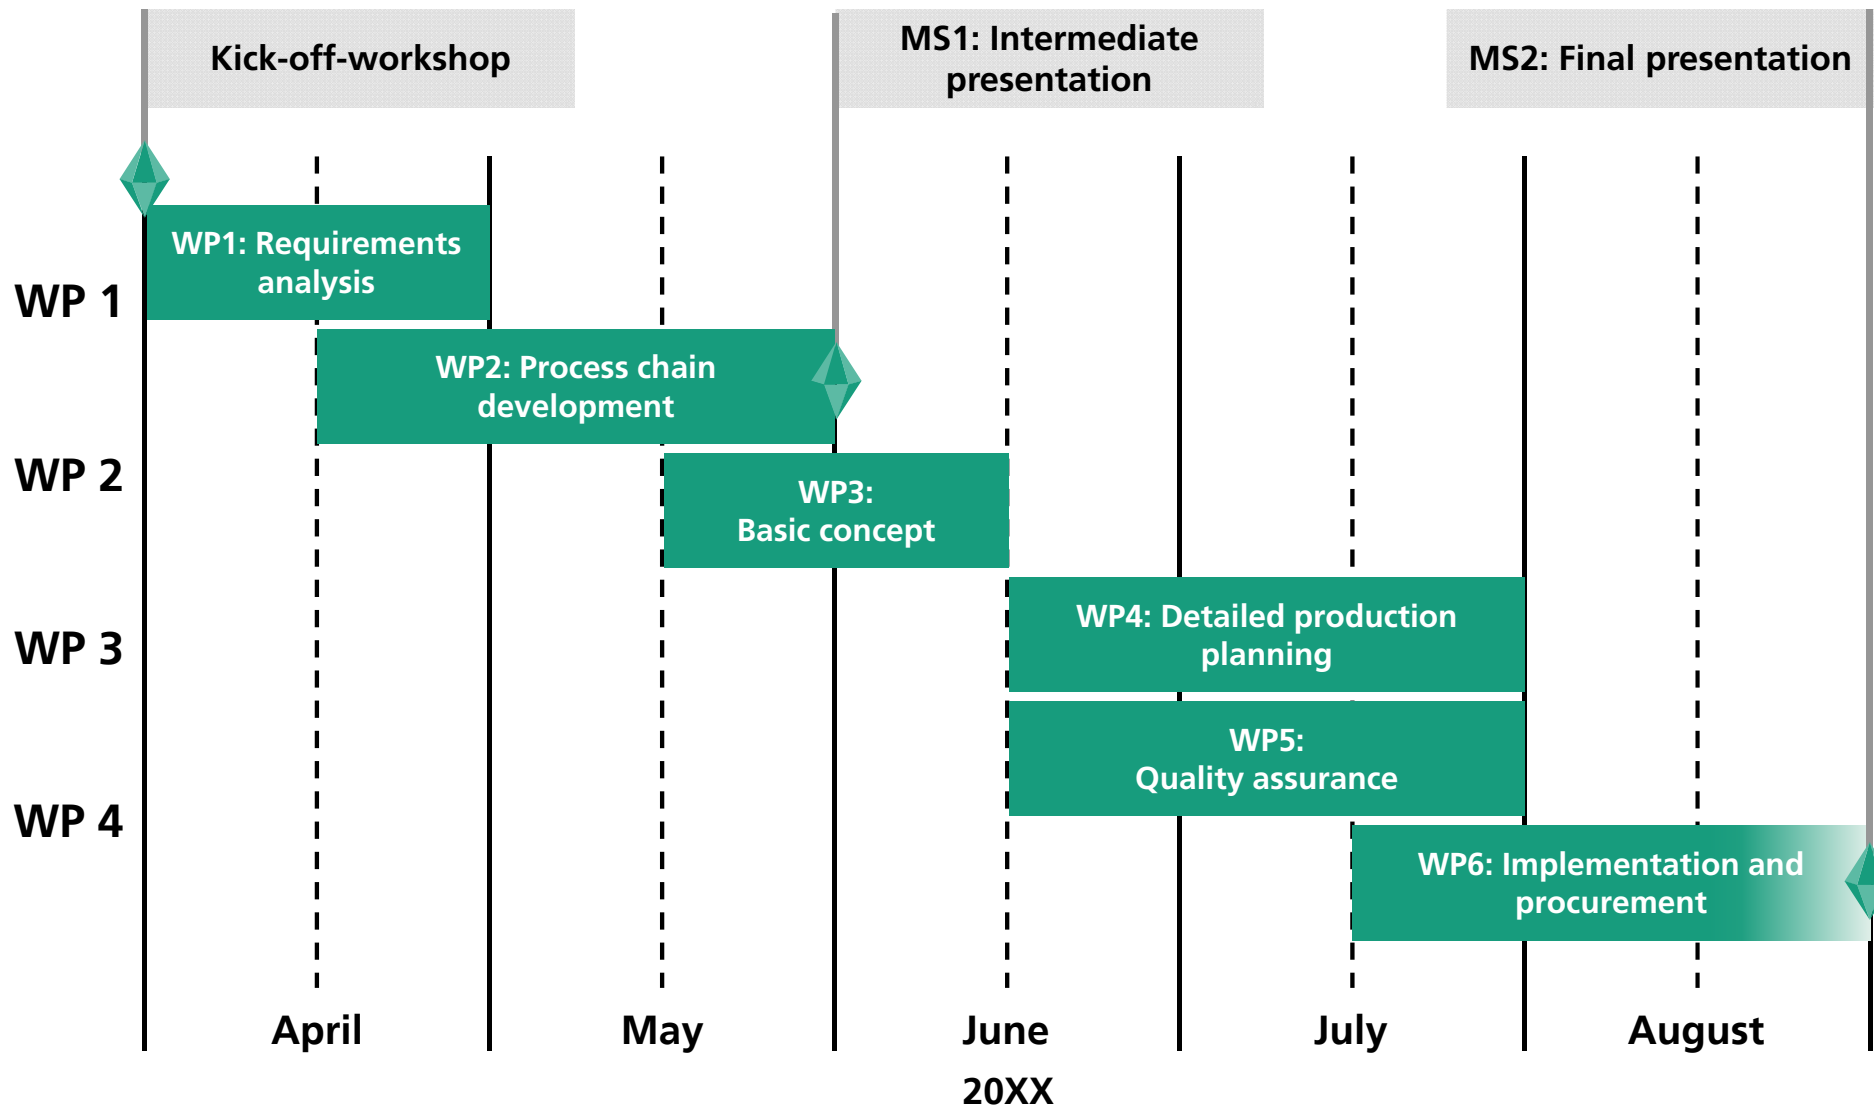 Kick-off-workshop
MS1: Intermediate
presentation
MS2: Final presentation
WP1: Requirements
analysis
WP 1
WP2: Process chain
development
WP 2
WP3:
Basic concept
WP4: Detailed production
planning
WP 3
WP5:
Quality assurance
WP 4
WP6: Implementation and
procurement
April
May
June
July
August
20XX